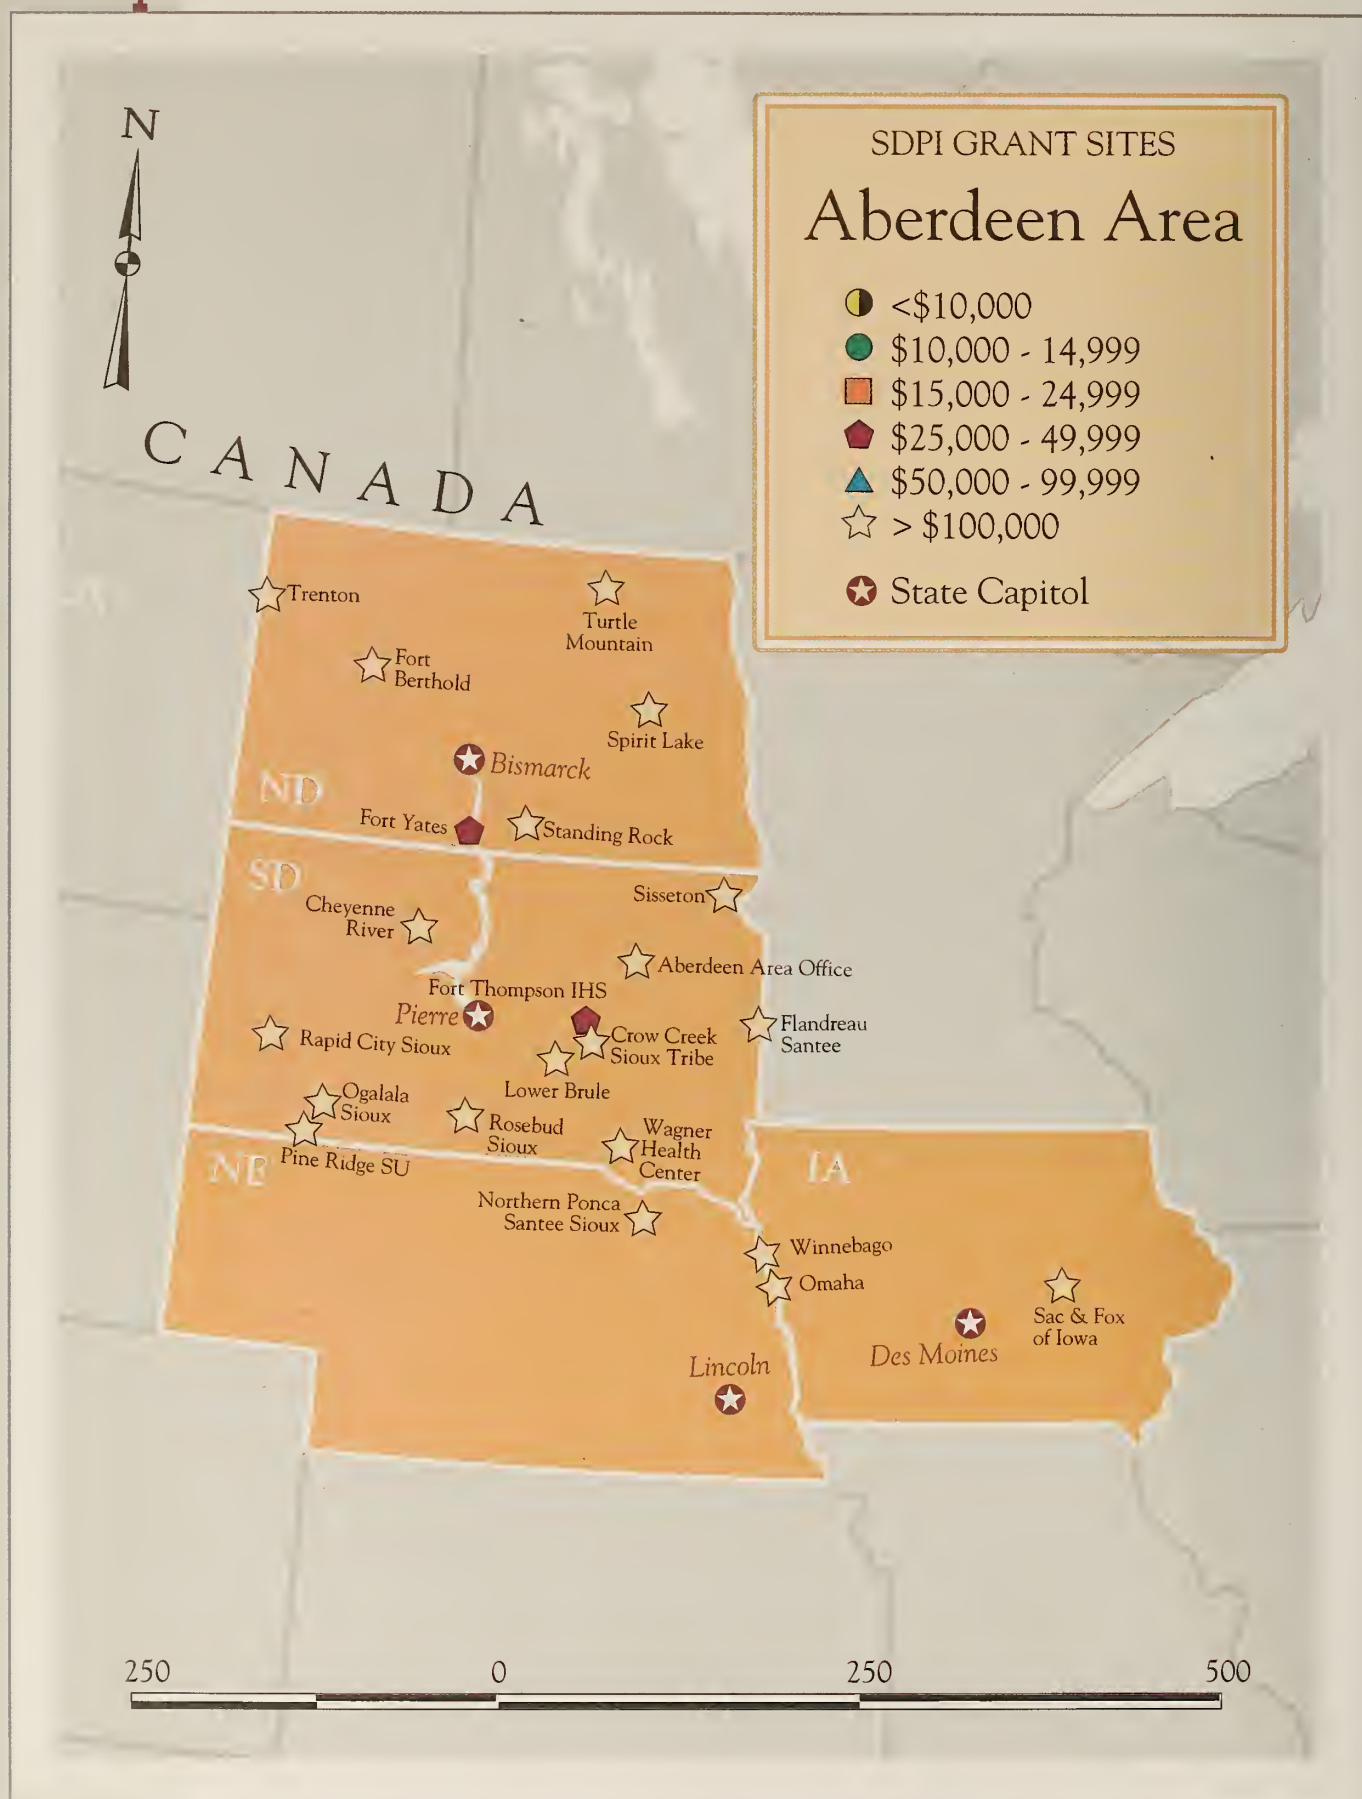 SDPI GRANT SITES
Aberdeen Area
<$10,000
$10,000 - 14,999
$15,000 - 24,999
$25,000 - 49,999
$50,000 - 99,999
> $100,000
State Capitol
N
CANADA
Trenton
Turtle
Mountain
Fort
Berthold
Spirit Lake
Bismarck
ND
Fort Yates
Standing Rock
SD
Sisseton
Cheyenne
River
Aberdeen Area Office
Fort Thompson IHS
Pierre
Flandreau
Santee
Rapid City Sioux
Crow Creek
Sioux Tribe
Lower Brule
Ogalala
Sioux
Rosebud
Sioux
Wagner
Health
Center
Pine Ridge SU
NE
IA
Northern Ponca
Santee Sioux
Winnebago
Omaha
Sac & Fox
of Iowa
Des Moines
Lincoln
250 0 250 500